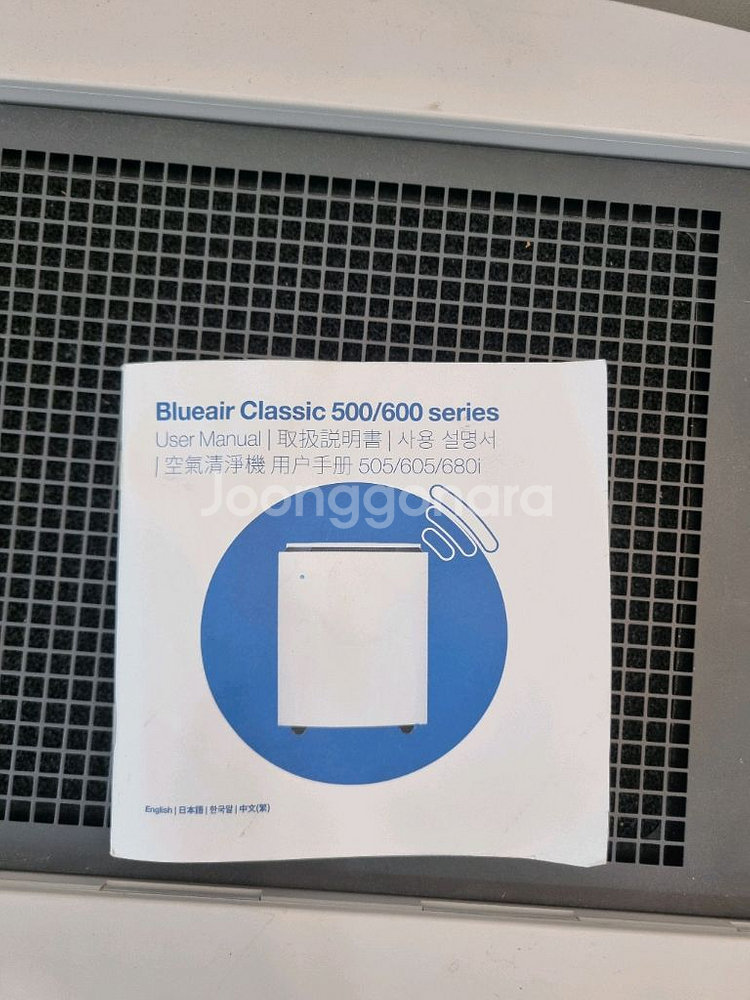 Blueair Classic 500/600 series
User Manual | 取扱説明書 | 사용 설명서
| 空氣清淨機 用户手册 505/605/680i
Joonggonara
English | 日本語 | 한국말 | 中文(繁)